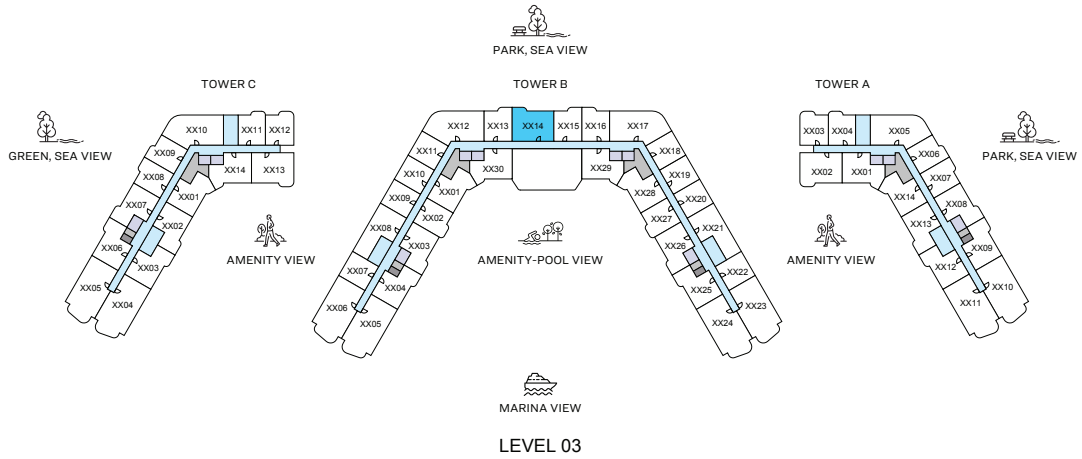 PARK, SEA VIEW
TOWER C
TOWER B
TOWER A
GREEN, SEA VIEW
PARK, SEA VIEW
XX10
XX11
XX12
XX09
XX08
XX07
XX06
XX05
XX04
XX03
XX02
XX01
XX14
XX13
AMENITY VIEW
XX12
XX13
XX14
XX15
XX16
XX17
XX11
XX10
XX09
XX08
XX07
XX06
XX05
XX04
XX03
XX02
XX01
XX30
XX29
XX28
XX27
XX26
XX25
XX24
XX18
XX19
XX20
XX21
XX22
XX23
AMENITY-POOL VIEW
AMENITY VIEW
XX03
XX04
XX05
XX02
XX01
XX06
XX07
XX08
XX09
XX10
XX11
XX12
XX13
XX14
MARINA VIEW
LEVEL 03